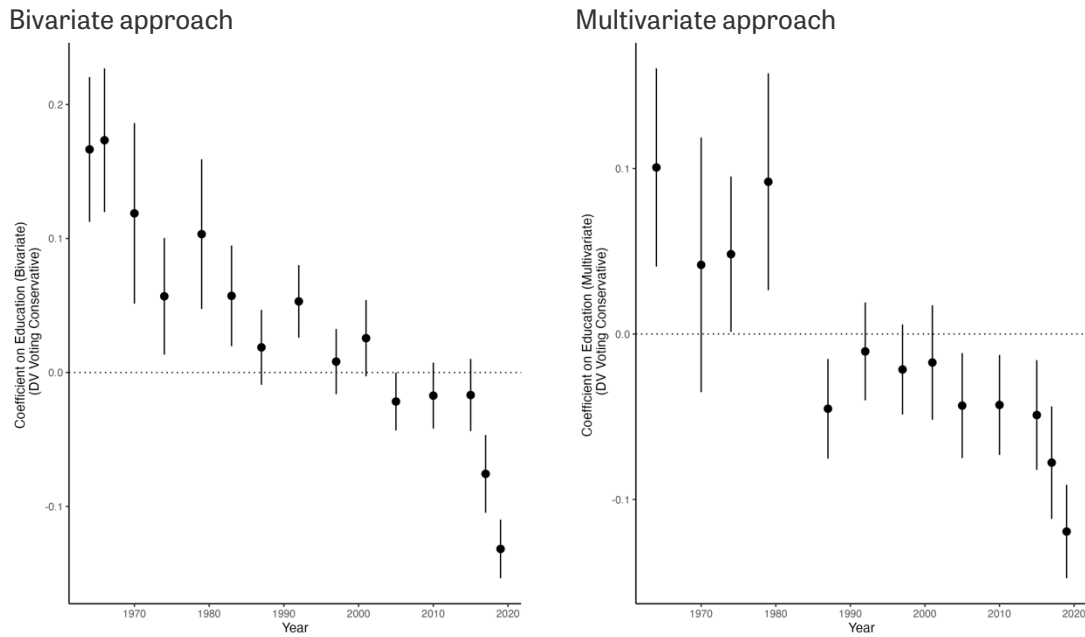 Bivariate approach
Multivariate approach
Coefficient on Education (Bivariate)
(DV Voting Conservative)
0.2
0.1
0.0
-0.1
1970 1980 1990 2000 2010 2020
Year
Coefficient on Education (Multivariate)
(DV Voting Conservative)
0.1
0.0
-0.1
1970 1980 1990 2000 2010 2020
Year